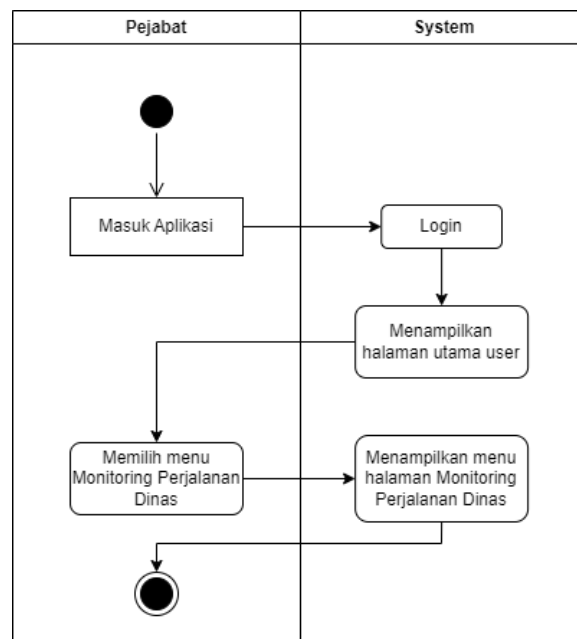 Pejabat
System
Masuk Aplikasi
Login
Menampilkan
halaman utama user
Memilih menu
Monitoring Perjalanan
Dinas
Menampilkan menu
halaman Monitoring
Perjalanan Dinas